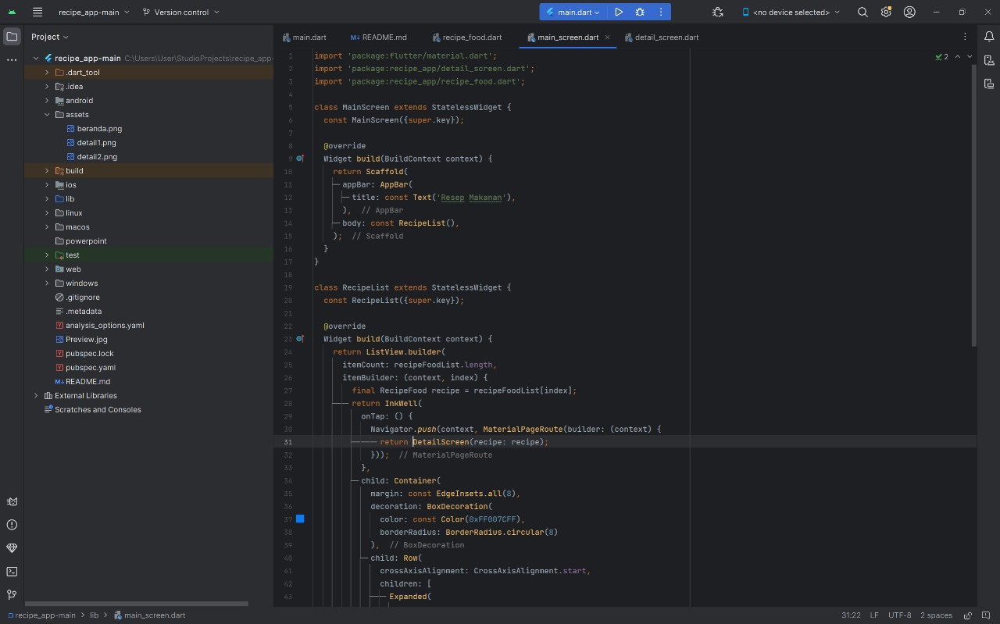 recipe_app-main Version control main.dart <no device selected>
Project
main.dart README.md recipe_food.dart main_screen.dart detail_screen.dart
recipe_app-main C:\Users\User\StudioProjects\recipe_app-
.dart_tool
.idea
android
assets
beranda.png
detail1.png
detail2.png
build
ios
lib
linux
macos
powerpoint
test
web
windows
.gitignore
.metadata
analysis_options.yaml
Preview.jpg
pubspec.lock
pubspec.yaml
M↓ README.md
External Libraries
Scratches and Consoles
2
1 import 'package:flutter/material.dart';
2 import 'package:recipe_app/detail_screen.dart';
3 import 'package:recipe_app/recipe_food.dart';
4
5 class MainScreen extends StatelessWidget {
6 const MainScreen({super.key});
7
8 @override
9 Widget build(BuildContext context) {
10 return Scaffold(
11 appBar: AppBar(
12 title: const Text('Resep Makanan'),
13 ), // AppBar
14 body: const RecipeList(),
15 ); // Scaffold
16 }
17 }
18
19 class RecipeList extends StatelessWidget {
20 const RecipeList({super.key});
21
22 @override
23 Widget build(BuildContext context) {
24 return ListView.builder(
25 itemCount: recipeFoodList.length,
26 itemBuilder: (context, index) {
27 final RecipeFood recipe = recipeFoodList[index];
28 return InkWell(
29 onTap: () {
30 Navigator.push(context, MaterialPageRoute(builder: (context) {
31 return DetailScreen(recipe: recipe);
32 })); // MaterialPageRoute
33 },
34 child: Container(
35 margin: const EdgeInsets.all(8),
36 decoration: BoxDecoration(
37 color: const Color(0xFF007CFF),
38 borderRadius: BorderRadius.circular(8)
39 ), // BoxDecoration
40 child: Row(
41 crossAxisAlignment: CrossAxisAlignment.start,
42 children: [
43 Expanded(
recipe_app-main > lib > main_screen.dart 31:22 LF UTF-8 2 spaces